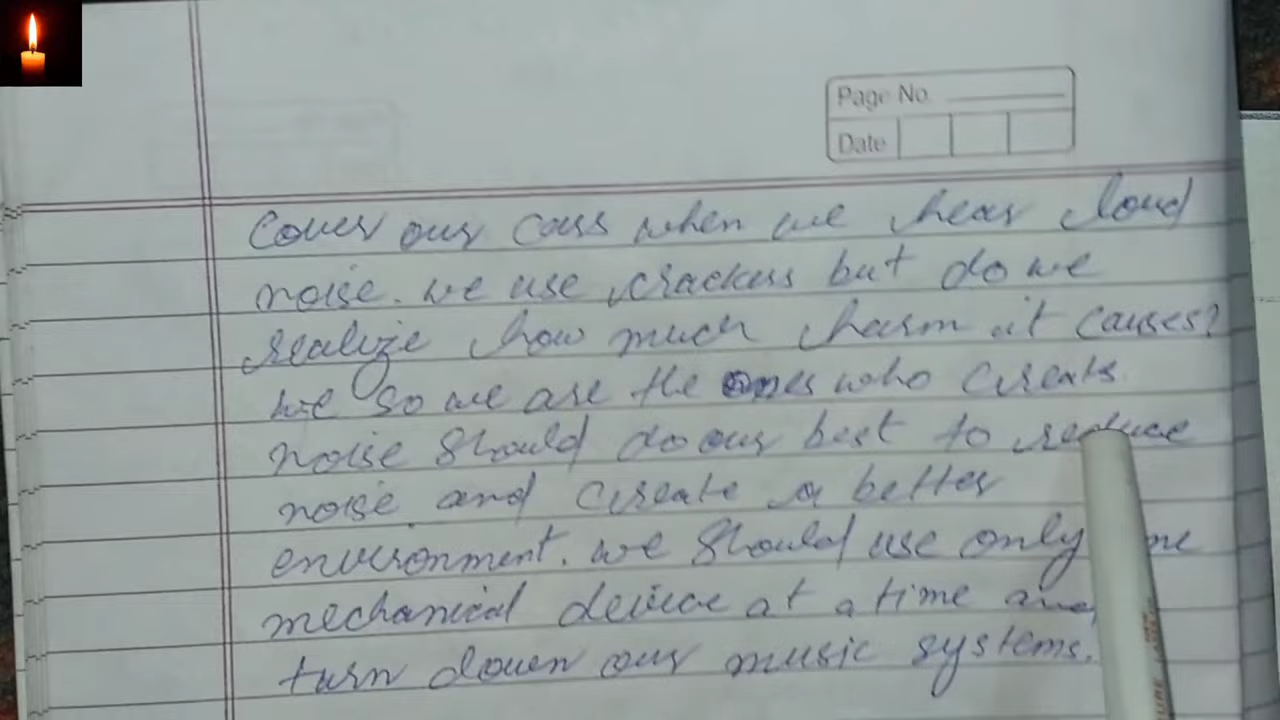 Page No.
Date
Cover our ears when we hear loud
noise. we use crackers but do we
realize how much harm it causes?
we so we are the ones who create
noise should do our best to reduce
noise and create a better
environment. we should use only
mechanical device at a time and
turn down our music systems.